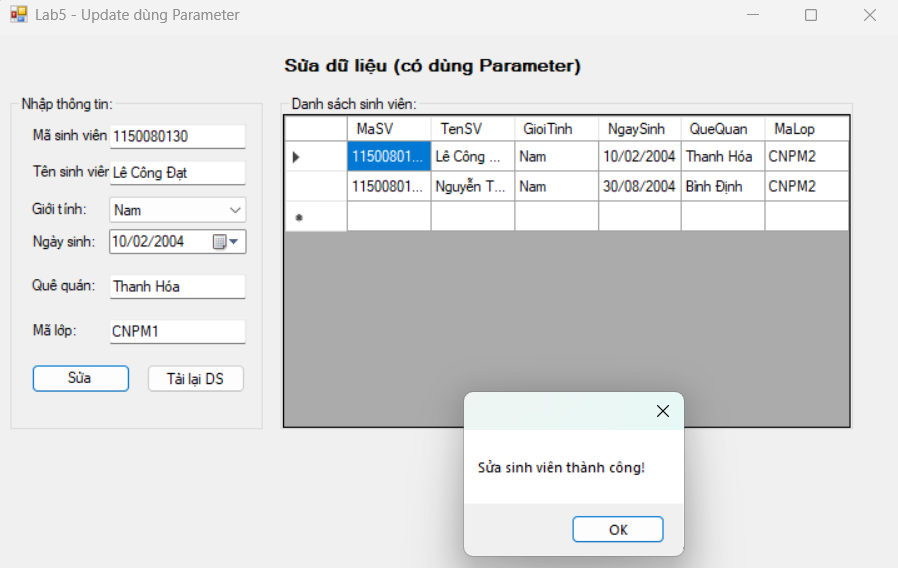 Lab5 - Update dùng Parameter
Sửa dữ liệu (có dùng Parameter)
Nhập thông tin:
Mã sinh viên 1150080130
Tên sinh viên Lê Công Đạt
Giới tính: Nam
Ngày sinh: 10/02/2004
Quê quán: Thanh Hóa
Mã lớp: CNPM1
Sửa Tải lại DS
Danh sách sinh viên:
MaSV TenSV GioiTinh NgaySinh QueQuan MaLop
11500801... Lê Công ... Nam 10/02/2004 Thanh Hóa CNPM2
11500801... Nguyễn T... Nam 30/08/2004 Bình Định CNPM2
Sửa sinh viên thành công!
OK